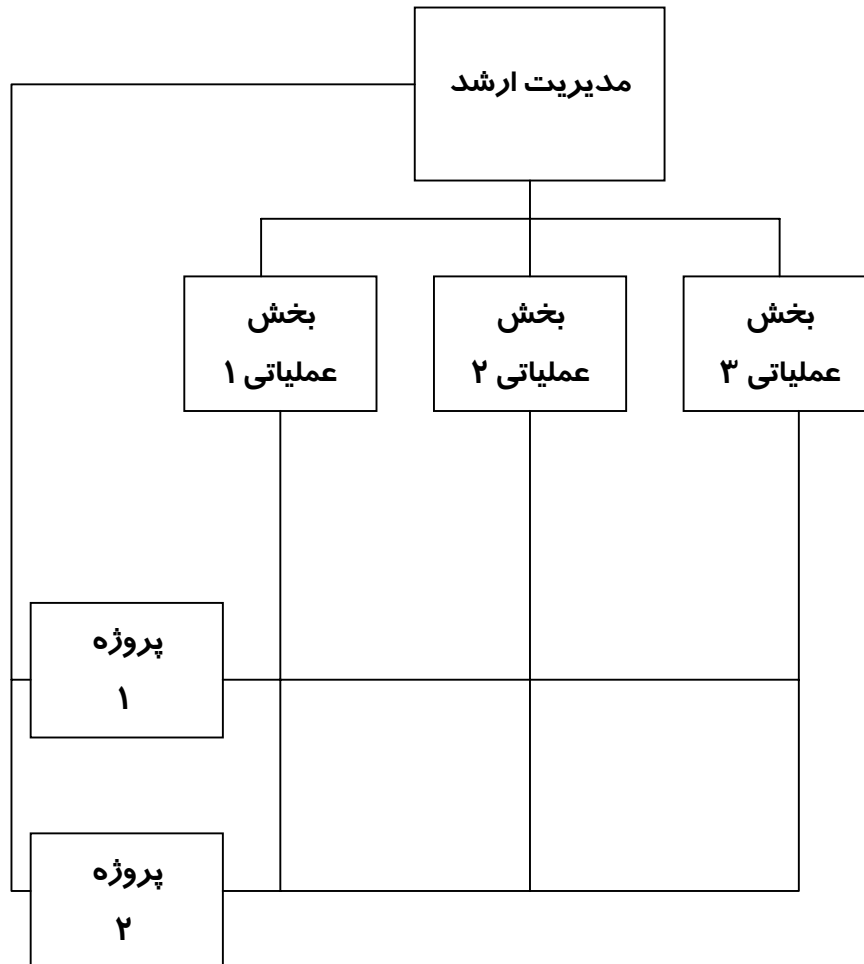 مدیریت ارشد
بخش
عملیاتی ۳
بخش
عملیاتی ۲
بخش
عملیاتی ۱
پروژه
۱
پروژه
۲